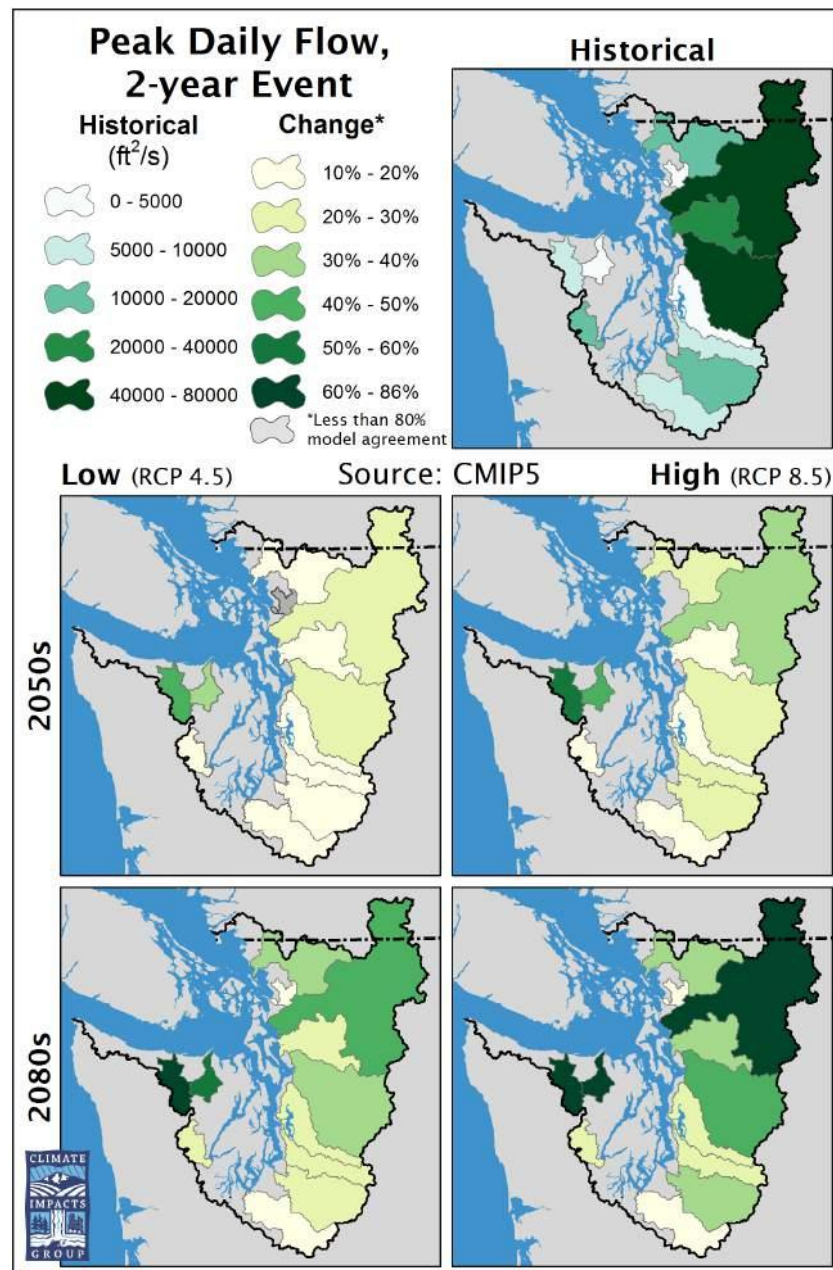 Peak Daily Flow,
2-year Event
Historical
(ft²/s)
0 - 5000
5000 - 10000
10000 - 20000
20000 - 40000
40000 - 80000
Change*
10% - 20%
20% - 30%
30% - 40%
40% - 50%
50% - 60%
60% - 86%
*Less than 80%
model agreement
Historical
Low (RCP 4.5) Source: CMIP5 High (RCP 8.5)
2050s
2080s
CLIMATE
IMPACTS
GROUP